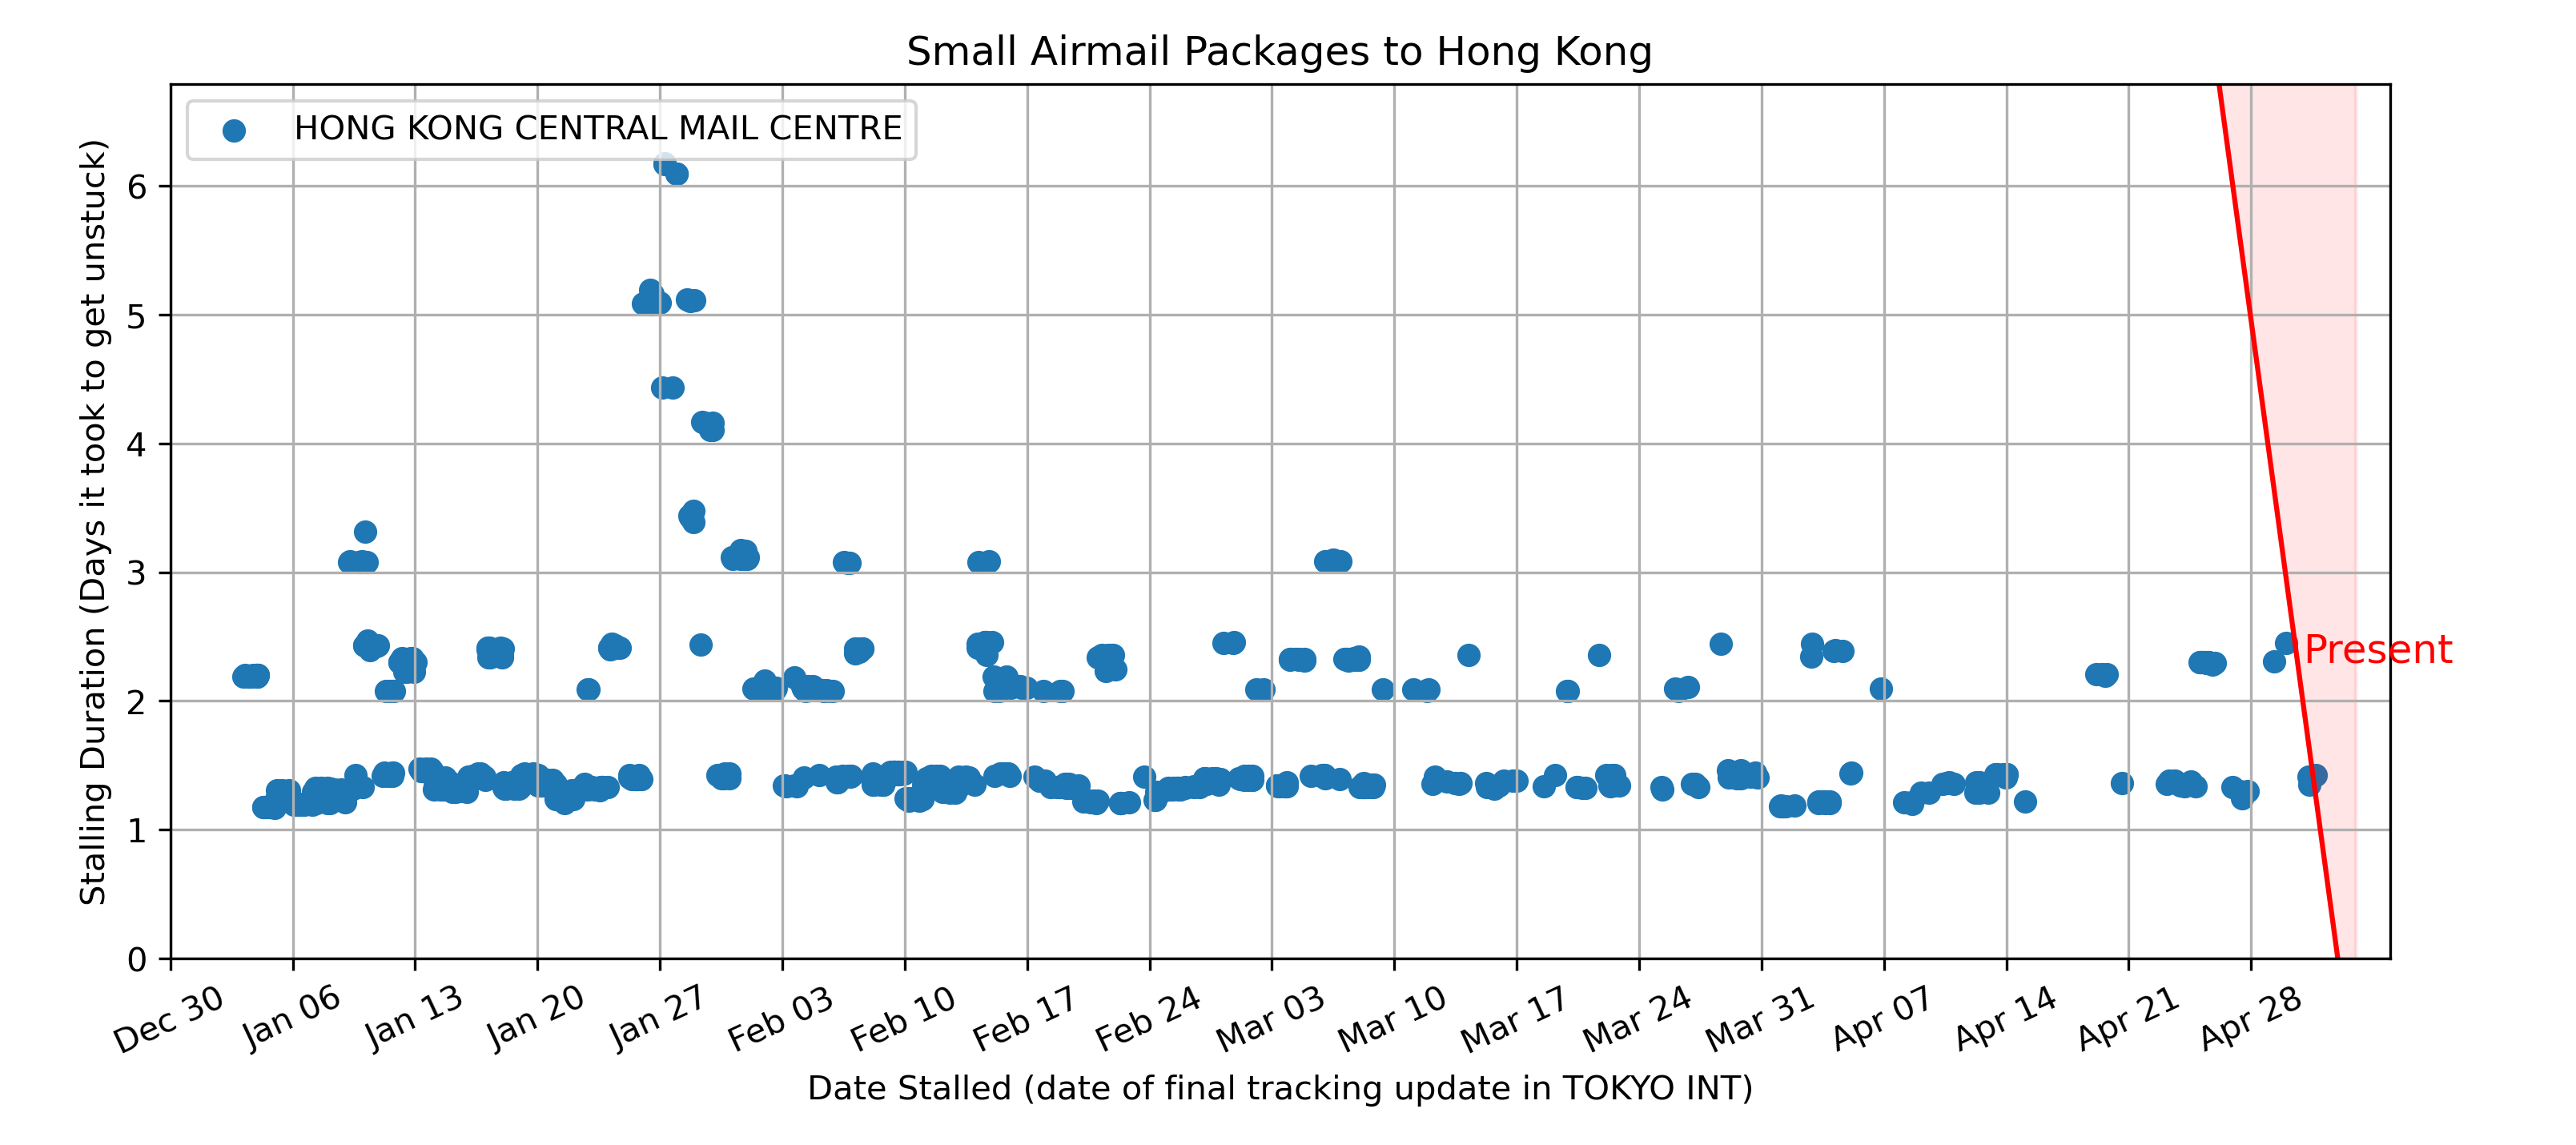 Small Airmail Packages to Hong Kong
HONG KONG CENTRAL MAIL CENTRE
Stalling Duration (Days it took to get unstuck)
6
5
4
3
2
1
0
Present
Dec 30 Jan 06 Jan 13 Jan 20 Jan 27 Feb 03 Feb 10 Feb 17 Feb 24 Mar 03 Mar 10 Mar 17 Mar 24 Mar 31 Apr 07 Apr 14 Apr 21 Apr 28
Date Stalled (date of final tracking update in TOKYO INT)